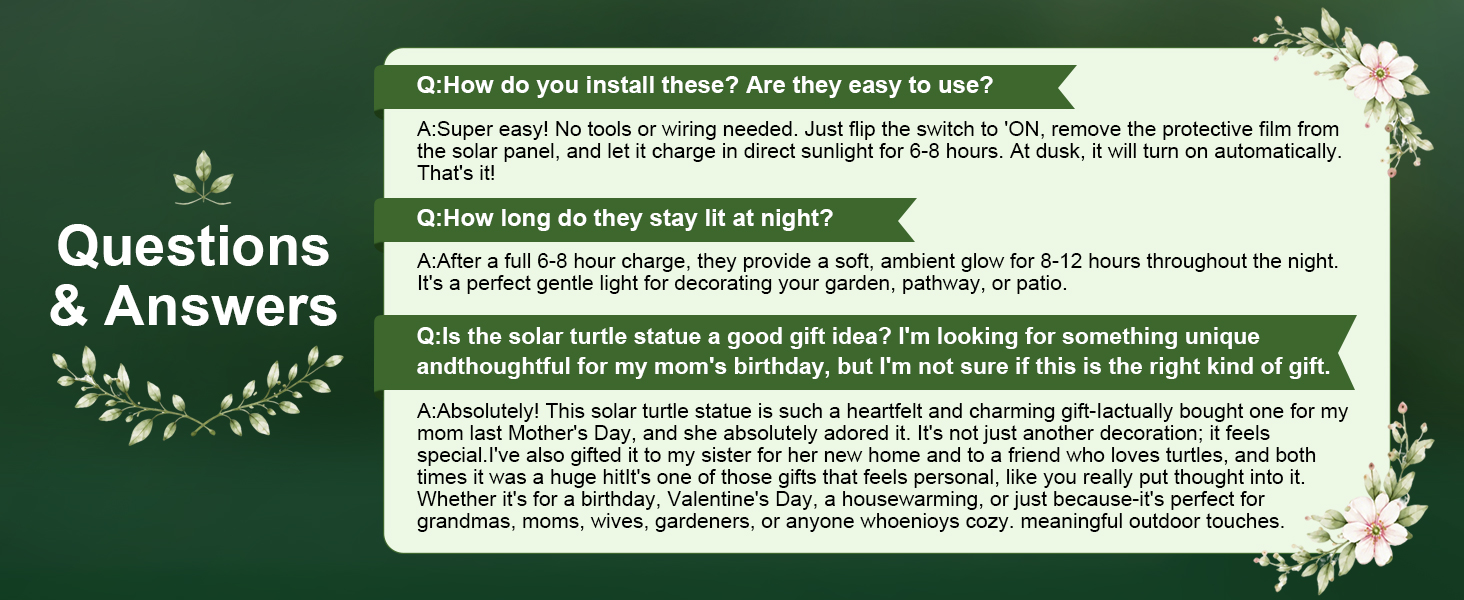 Questions
& Answers
Q:How do you install these? Are they easy to use?
A:Super easy! No tools or wiring needed. Just flip the switch to 'ON, remove the protective film from
the solar panel, and let it charge in direct sunlight for 6-8 hours. At dusk, it will turn on automatically.
That's it!
Q:How long do they stay lit at night?
A:After a full 6-8 hour charge, they provide a soft, ambient glow for 8-12 hours throughout the night.
It's a perfect gentle light for decorating your garden, pathway, or patio.
Q:Is the solar turtle statue a good gift idea? I'm looking for something unique
andthoughtful for my mom's birthday, but I'm not sure if this is the right kind of gift.
A:Absolutely! This solar turtle statue is such a heartfelt and charming gift-Iactually bought one for my
mom last Mother's Day, and she absolutely adored it. It's not just another decoration; it feels
special.I've also gifted it to my sister for her new home and to a friend who loves turtles, and both
times it was a huge hitIt's one of those gifts that feels personal, like you really put thought into it.
Whether it's for a birthday, Valentine's Day, a housewarming, or just because-it's perfect for
grandmas, moms, wives, gardeners, or anyone whoenioys cozy. meaningful outdoor touches.